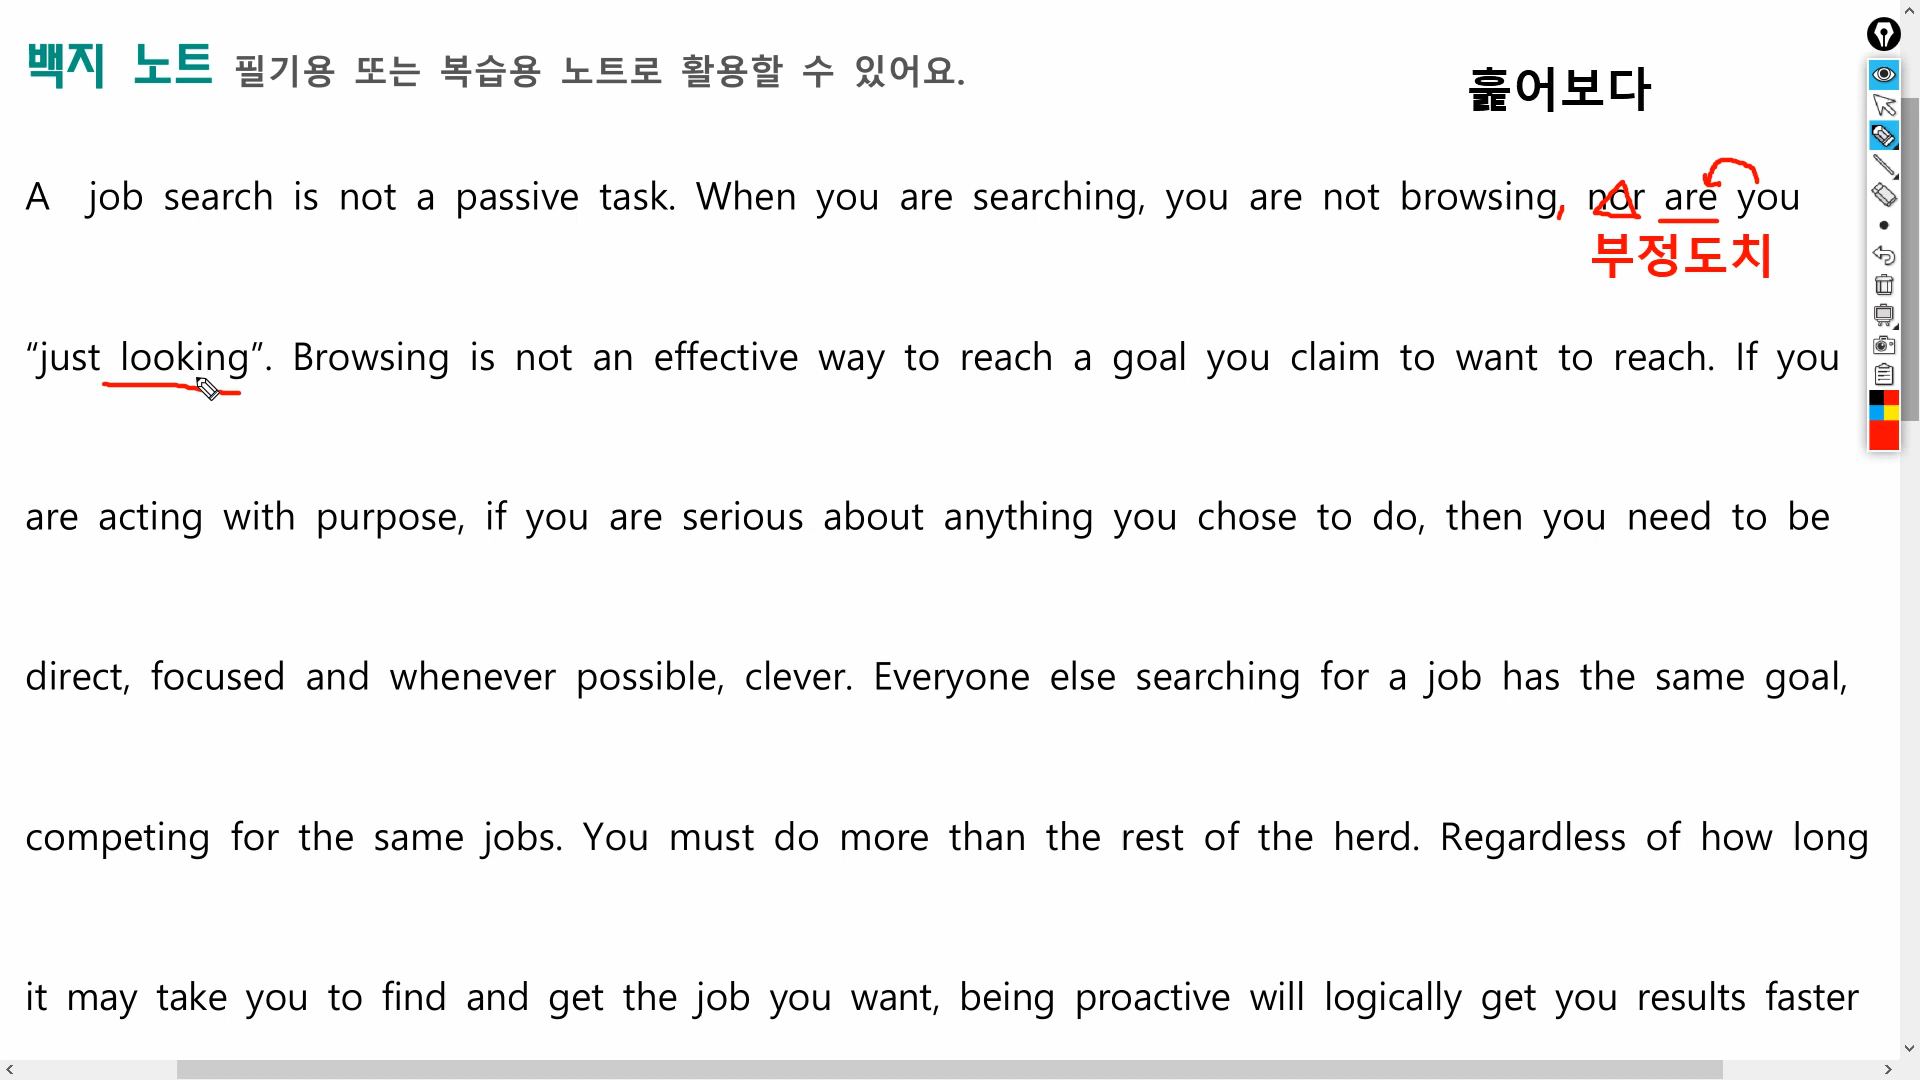 백지 노트 필기용 또는 복습용 노트로 활용할 수 있어요.
훑어보다
A job search is not a passive task. When you are searching, you are not browsing, nor are you
부정도치
“just looking”. Browsing is not an effective way to reach a goal you claim to want to reach. If you
are acting with purpose, if you are serious about anything you chose to do, then you need to be
direct, focused and whenever possible, clever. Everyone else searching for a job has the same goal,
competing for the same jobs. You must do more than the rest of the herd. Regardless of how long
it may take you to find and get the job you want, being proactive will logically get you results faster